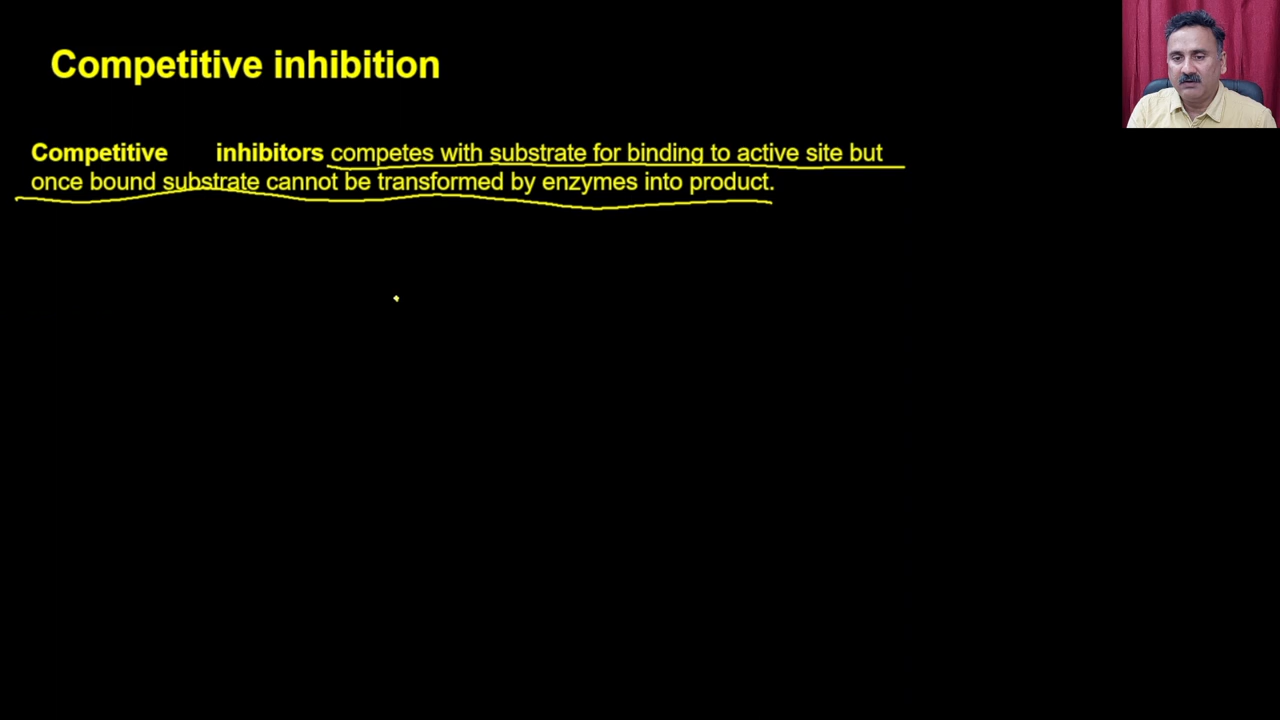 Competitive inhibition
Competitive inhibitors competes with substrate for binding to active site but
once bound substrate cannot be transformed by enzymes into product.